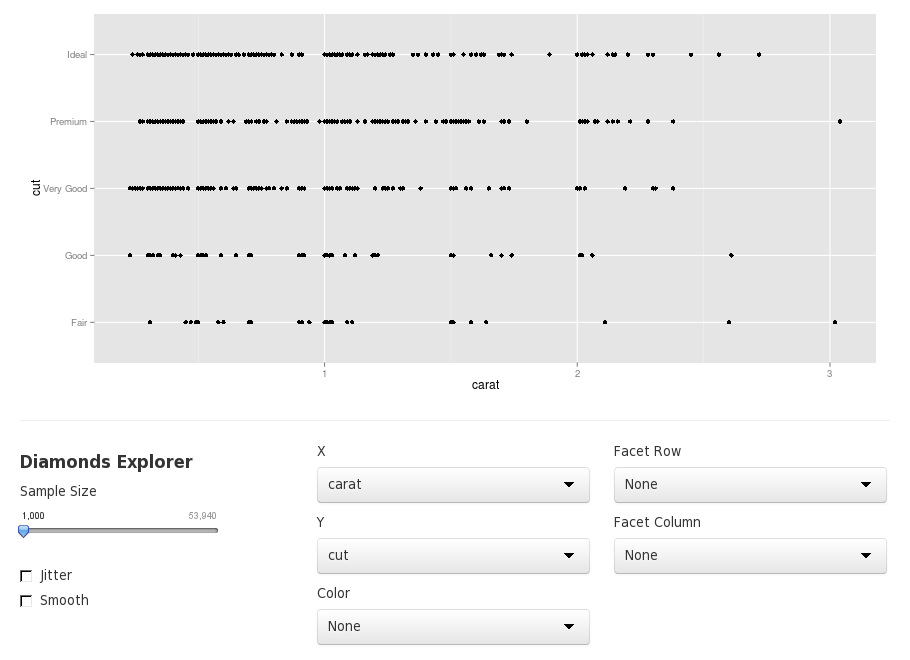 Ideal
Premium
Very Good
Good
Fair
cut
1 2 3
carat
Diamonds Explorer
Sample Size
1,000 53,940
Jitter
Smooth
X
carat
Y
cut
Color
None
Facet Row
None
Facet Column
None